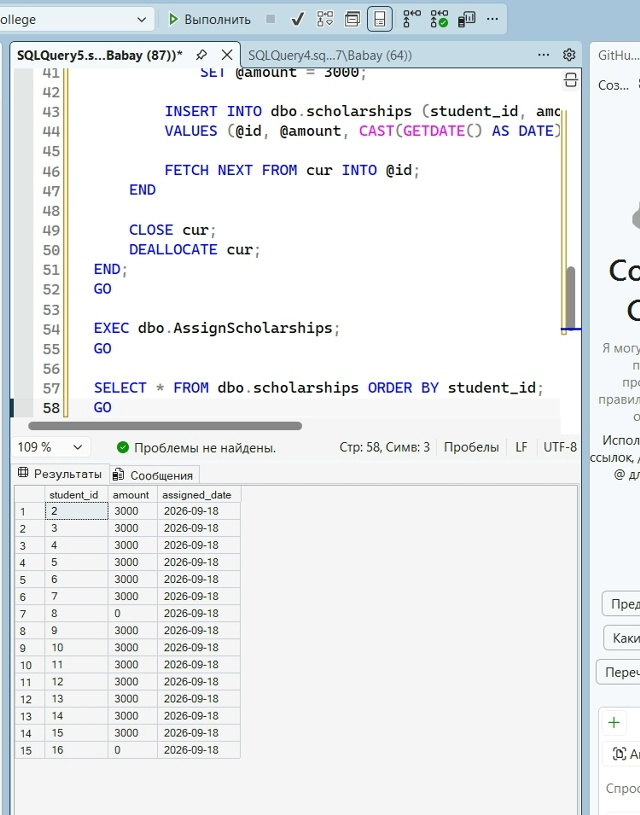 ollege
Выполнить
SQLQuery5.s...Babay (87))*
SQLQuery4.sq...7\Babay (64))
GitHu...
Соз...
41 SET @amount = 3000;
42
43 INSERT INTO dbo.scholarships (student_id, amo
44 VALUES (@id, @amount, CAST(GETDATE() AS DATE)
45
46 FETCH NEXT FROM cur INTO @id;
47 END
48
49 CLOSE cur;
50 DEALLOCATE cur;
51 END;
52 GO
53
54 EXEC dbo.AssignScholarships;
55 GO
56
57 SELECT * FROM dbo.scholarships ORDER BY student_id;
58 GO
109 %
Проблемы не найдены.
Стр: 58, Симв: 3
Пробелы
LF
UTF-8
Результаты
Сообщения
student_id amount assigned_date
1 2 3000 2026-09-18
2 3 3000 2026-09-18
3 4 3000 2026-09-18
4 5 3000 2026-09-18
5 6 3000 2026-09-18
6 7 3000 2026-09-18
7 8 0 2026-09-18
8 9 3000 2026-09-18
9 10 3000 2026-09-18
10 11 3000 2026-09-18
11 12 3000 2026-09-18
12 13 3000 2026-09-18
13 14 3000 2026-09-18
14 15 3000 2026-09-18
15 16 0 2026-09-18
Со
Я могу
п
про
правил
о
Испол
ссылок, /
@ дл
Пред
Каки
Переч
Спрос